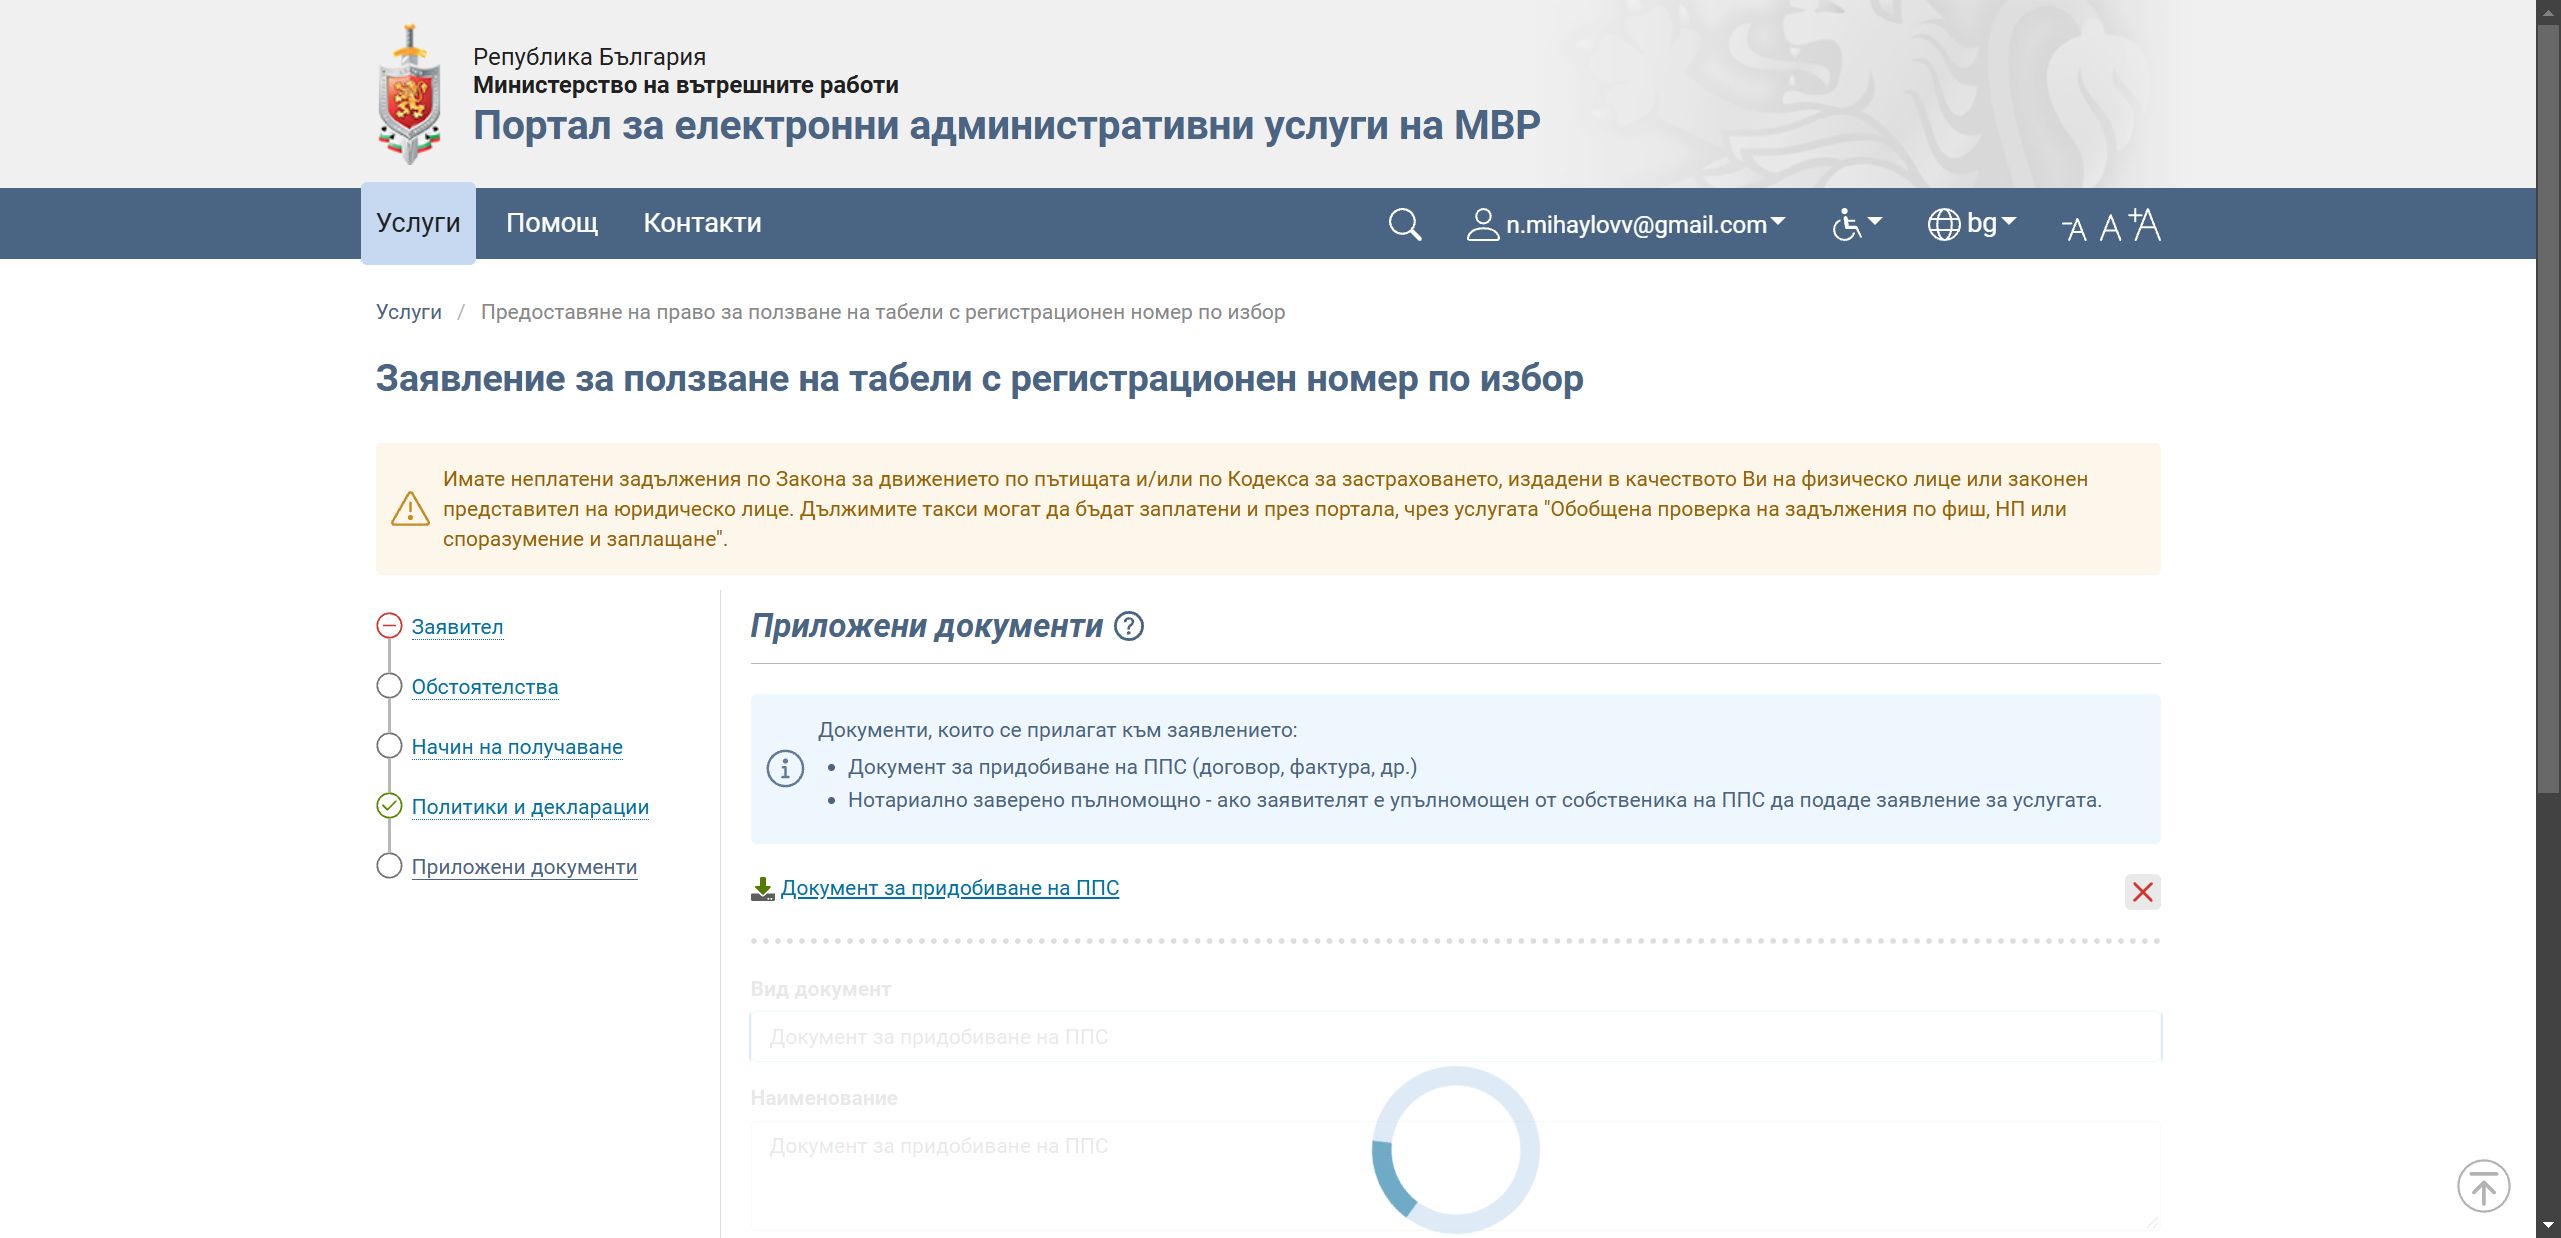 Република България
Министерство на вътрешните работи
Портал за електронни административни услуги на МВР
Услуги Помощ Контакти n.mihaylovv@gmail.com bg -A A +A
Услуги / Предоставяне на право за ползване на табели с регистрационен номер по избор
Заявление за ползване на табели с регистрационен номер по избор
Имате неплатени задължения по Закона за движението по пътищата и/или по Кодекса за застраховането, издадени в качеството Ви на физическо лице или законен
представител на юридическо лице. Дължимите такси могат да бъдат заплатени и през портала, чрез услугата "Обобщена проверка на задължения по фиш, НП или
споразумение и заплащане".
Заявител
Обстоятелства
Начин на получаване
Политики и декларации
Приложени документи
Приложени документи ?
Документи, които се прилагат към заявлението:
• Документ за придобиване на ППС (договор, фактура, др.)
• Нотариално заверено пълномощно - ако заявителят е упълномощен от собственика на ППС да подаде заявление за услугата.
Документ за придобиване на ППС
Вид документ
Документ за придобиване на ППС
Наименование
Документ за придобиване на ППС